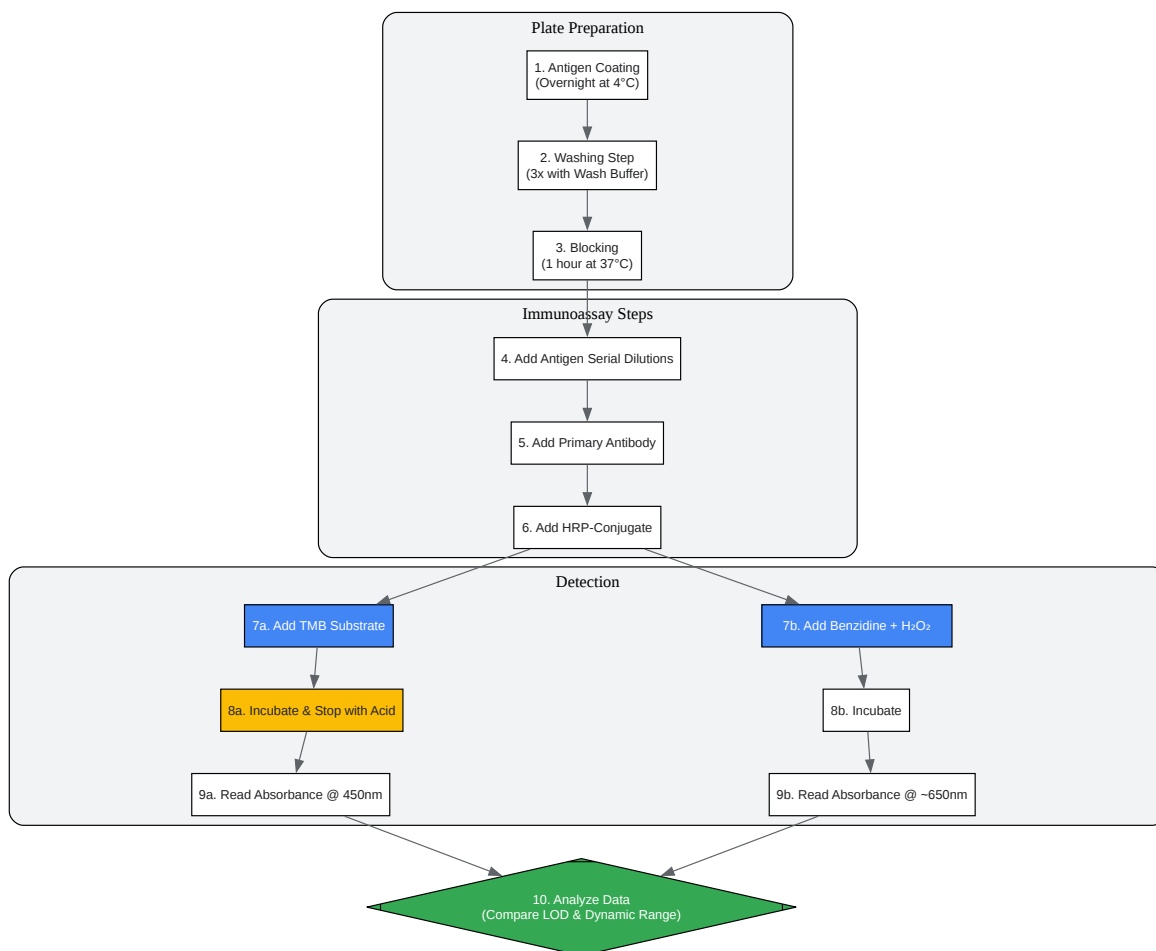 Plate Preparation
1. Antigen Coating
(Overnight at 4°C)
2. Washing Step
(3x with Wash Buffer)
3. Blocking
(1 hour at 37°C)
Immunoassay Steps
4. Add Antigen Serial Dilutions
5. Add Primary Antibody
6. Add HRP-Conjugate
Detection
7a. Add TMB Substrate
7b. Add Benzidine + H₂O₂
8a. Incubate & Stop with Acid
8b. Incubate
9a. Read Absorbance @ 450nm
9b. Read Absorbance @ ~650nm
10. Analyze Data
(Compare LOD & Dynamic Range)